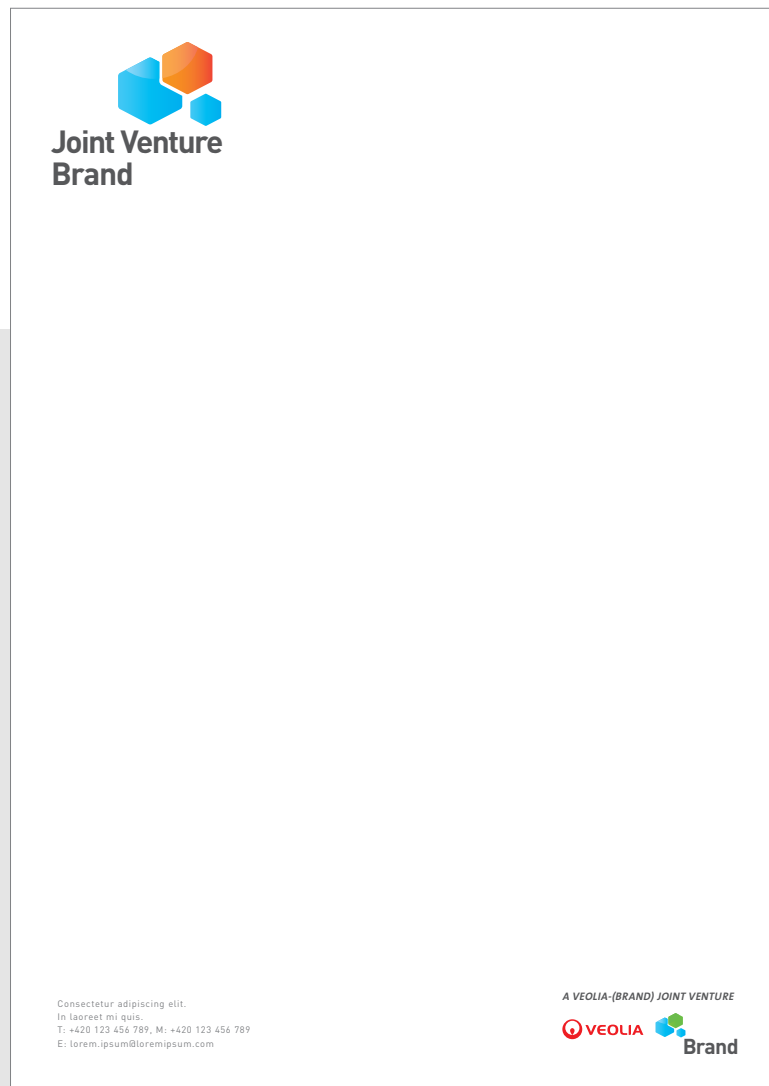 Joint Venture
Brand
Consectetur adipiscing elit.
In laoreet mi quis.
T: +420 123 456 789, M: +420 123 456 789
E: lorem.ipsum@loremipsum.com
A VEOLIA-(BRAND) JOINT VENTURE
VEOLIA
Brand